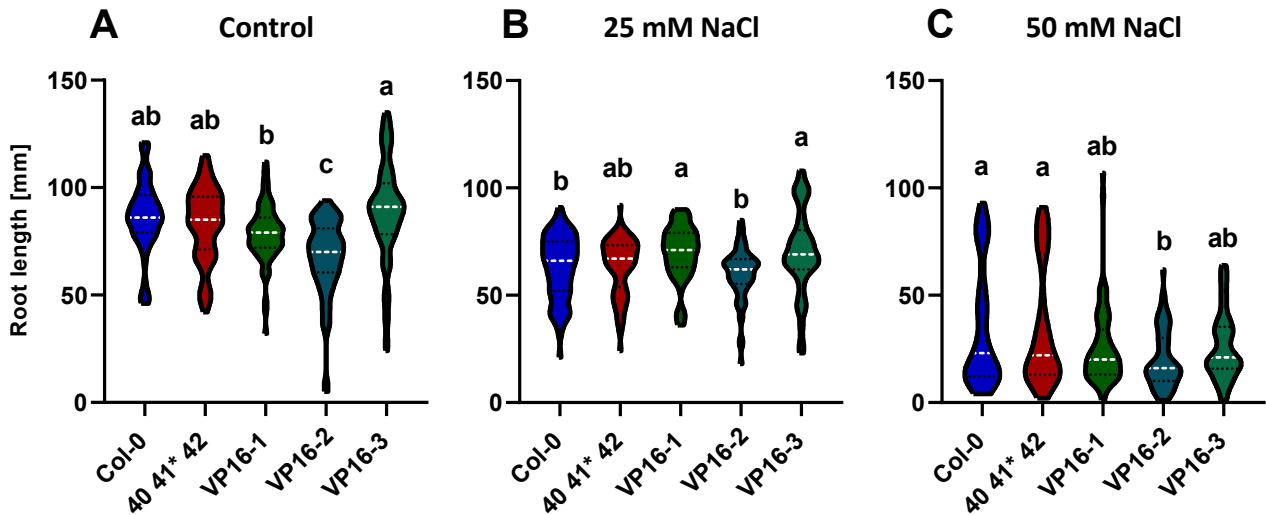 A Control
Root length [mm]
150
100
50
0
ab ab b c a
Col-0
40 41* 42
VP16-1
VP16-2
VP16-3
B 25 mM NaCl
150
100
50
0
b ab a b a
Col-0
40 41* 42
VP16-1
VP16-2
VP16-3
C 50 mM NaCl
150
100
50
0
a a ab b ab
Col-0
40 41* 42
VP16-1
VP16-2
VP16-3